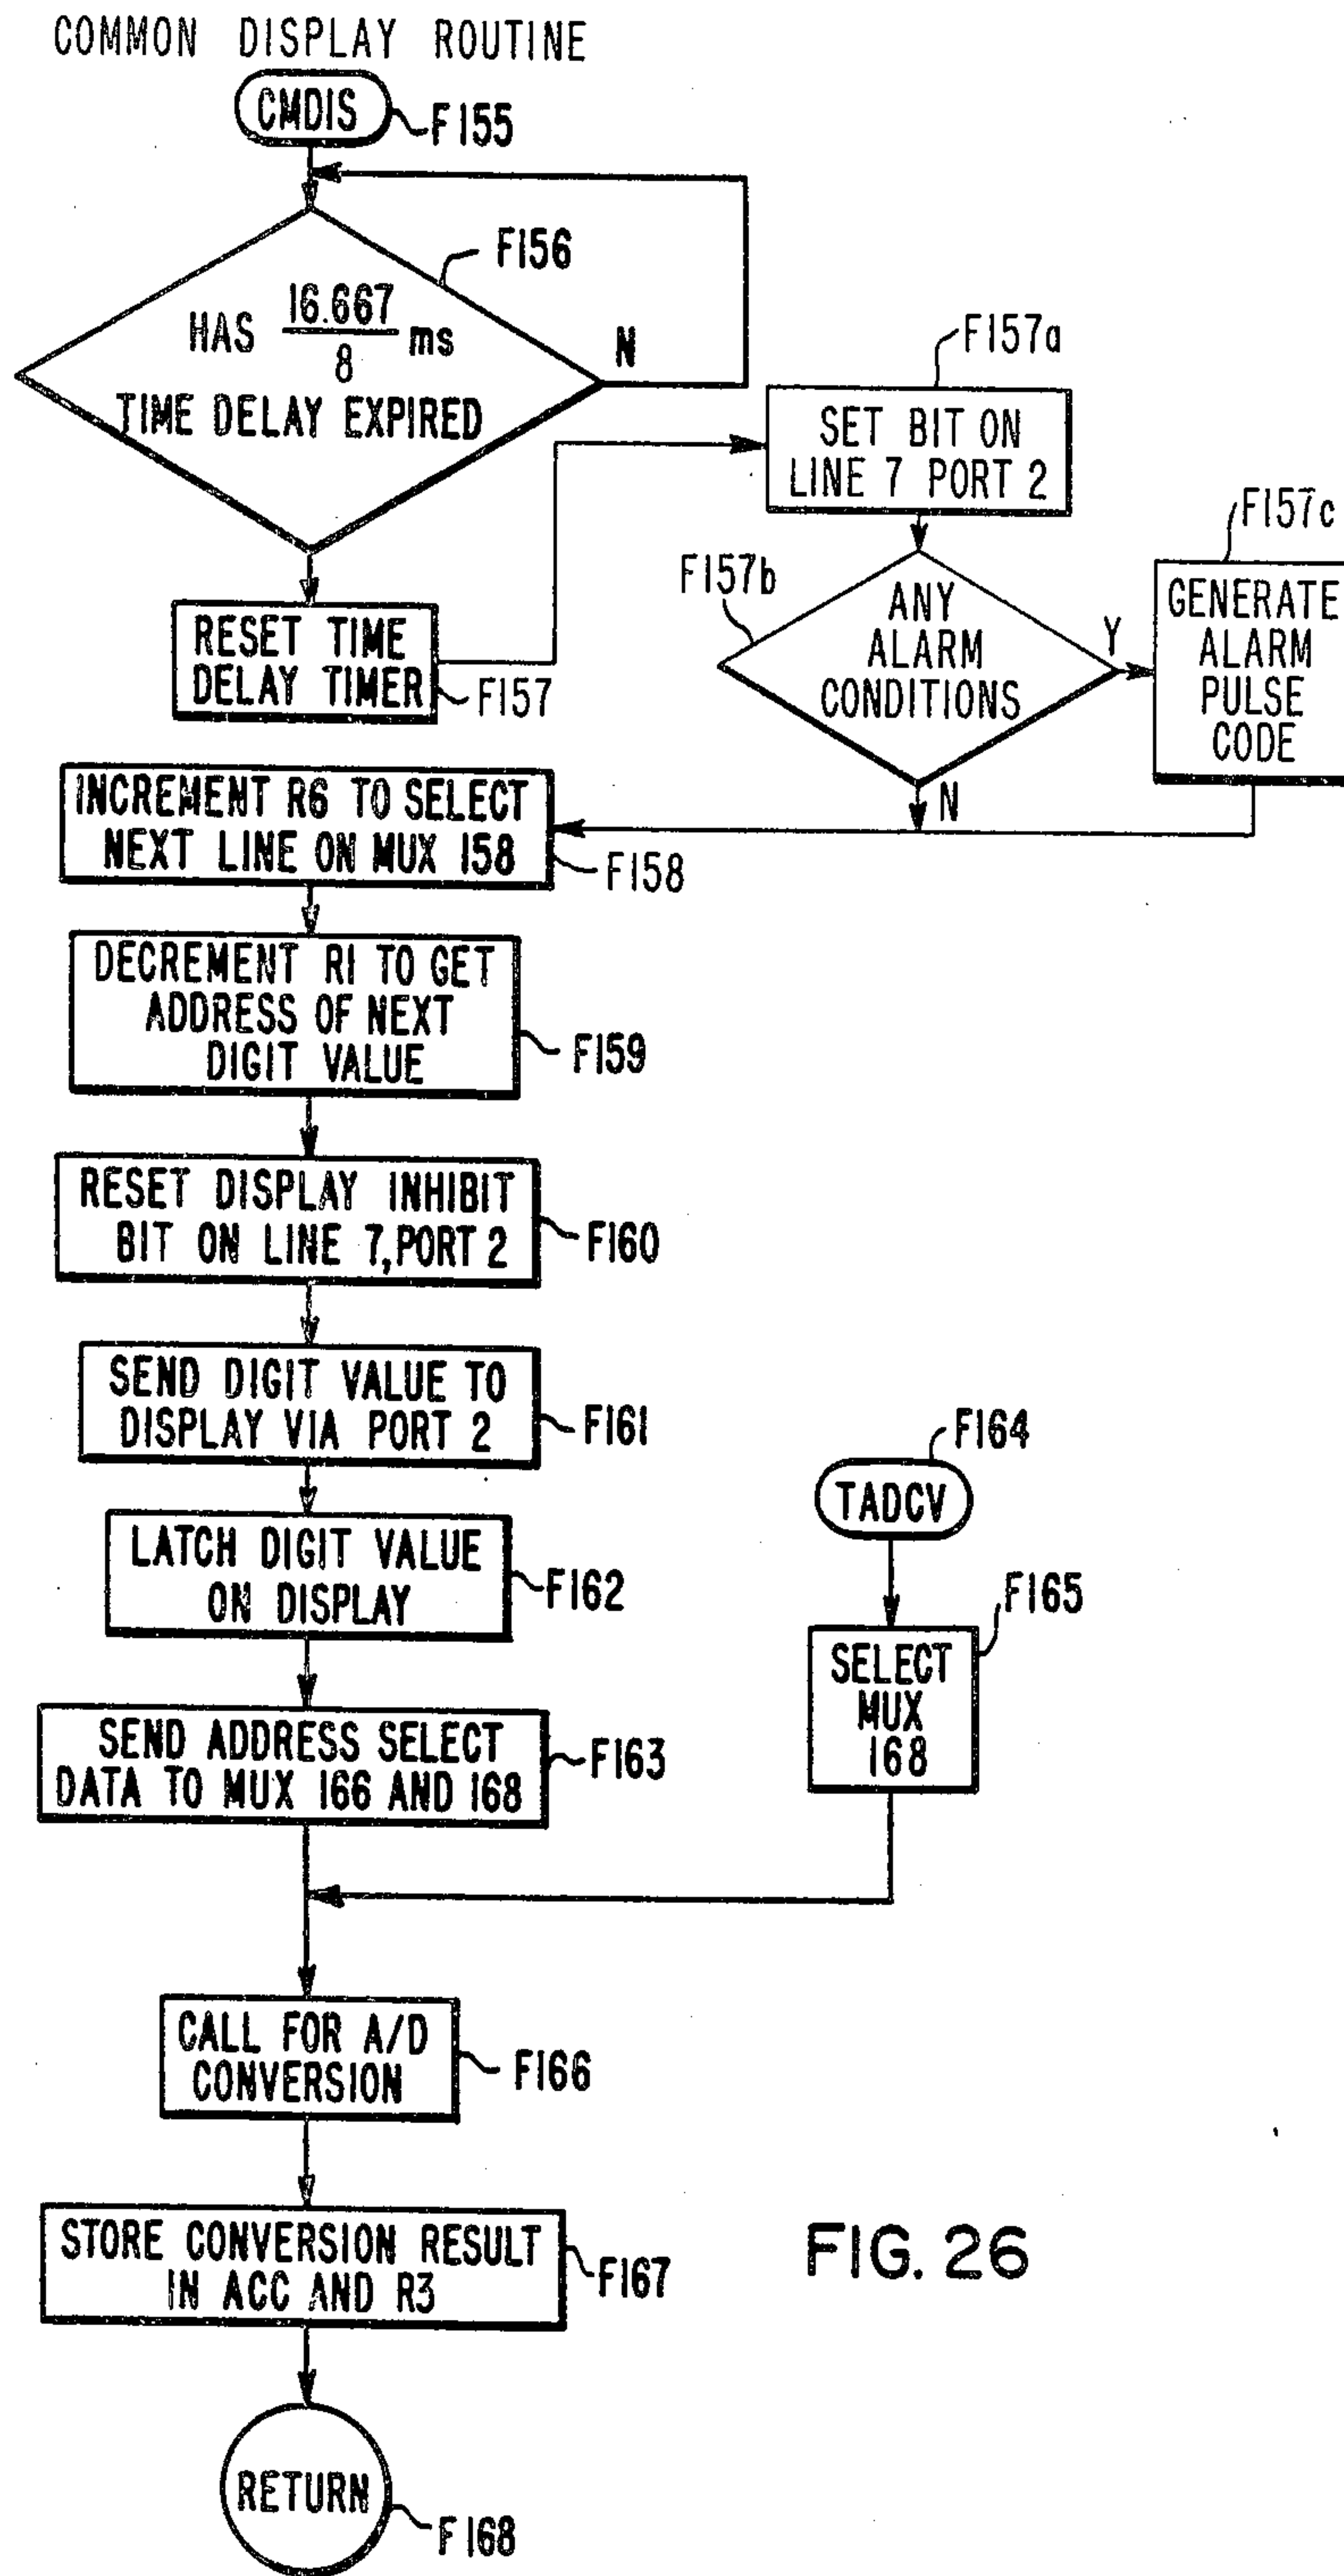 COMMON DISPLAY ROUTINE
CMDIS
F155
F156
HAS 16.667/8 ms
TIME DELAY EXPIRED
N
RESET TIME
DELAY TIMER
F157
F157a
SET BIT ON
LINE 7 PORT 2
F157b
ANY
ALARM
CONDITIONS
Y
N
F157c
GENERATE
ALARM
PULSE
CODE
INCREMENT R6 TO SELECT
NEXT LINE ON MUX 158
F158
DECREMENT R1 TO GET
ADDRESS OF NEXT
DIGIT VALUE
F159
RESET DISPLAY INHIBIT
BIT ON LINE 7, PORT 2
F160
SEND DIGIT VALUE TO
DISPLAY VIA PORT 2
F161
LATCH DIGIT VALUE
ON DISPLAY
F162
SEND ADDRESS SELECT
DATA TO MUX 166 AND 168
F163
F164
TADCV
F165
SELECT
MUX
168
CALL FOR A/D
CONVERSION
F166
STORE CONVERSION RESULT
IN ACC AND R3
F167
RETURN
F168
FIG. 26